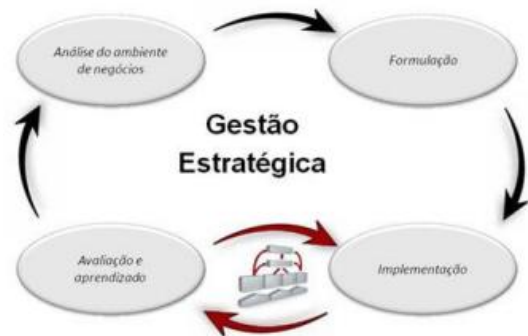 Análise do ambiente
de negócios
Formulação
Gestão
Estratégica
Avaliação e
aprendizado
Implementação